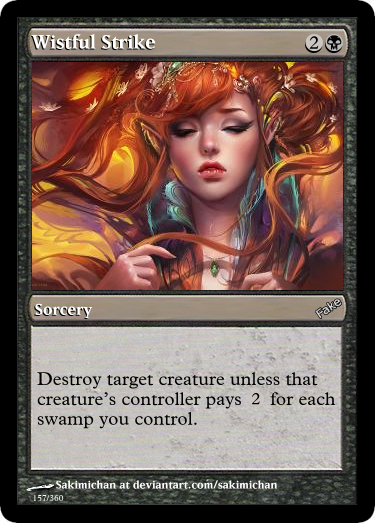 Wistful Strike 2
Sorcery Fake
Destroy target creature unless that
creature's controller pays 2 for each
swamp you control.
Sakimichan at deviantart.com/sakimichan
157/360